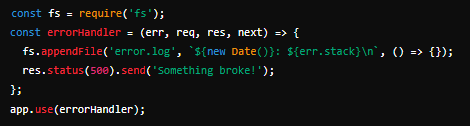 const fs = require('fs');
const errorHandler = (err, req, res, next) => {
  fs.appendFile('error.log', `${new Date()}: ${err.stack}\n`, () => {});
  res.status(500).send('Something broke!');
};
app.use(errorHandler);